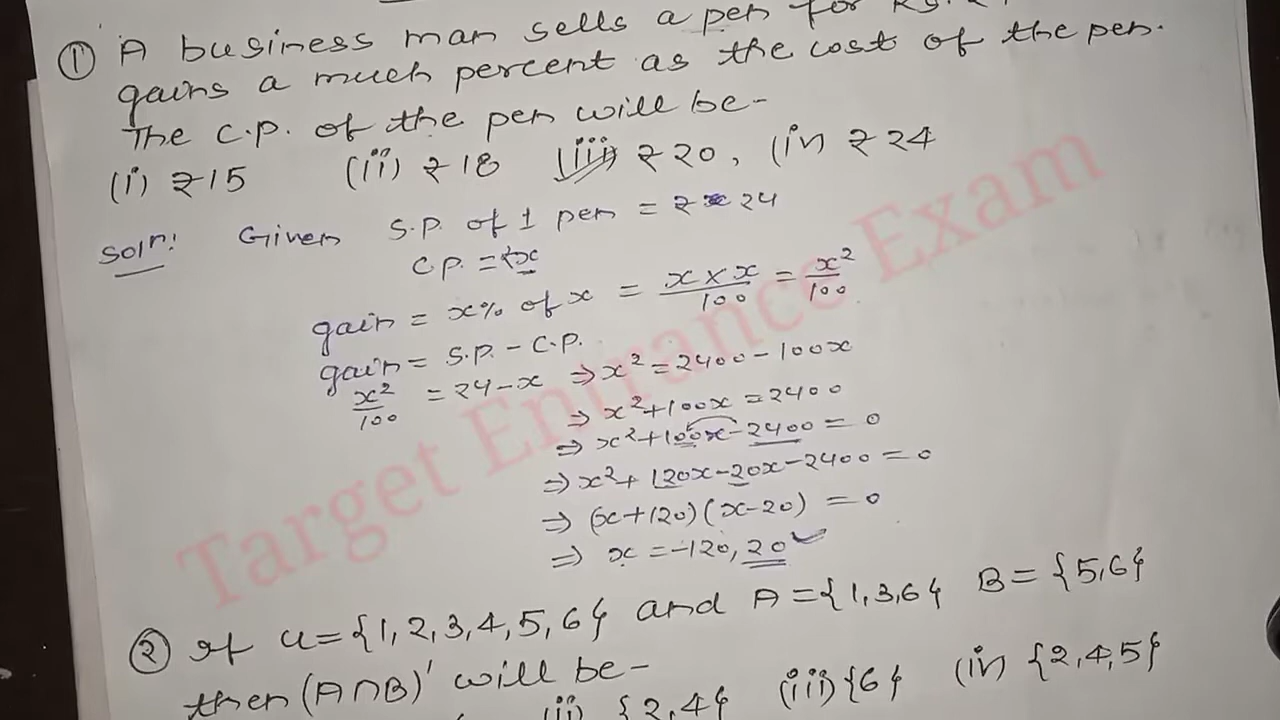 ① A business man sells a pen for Rs.
gains a much percent as the cost of the pen.
The C.P. of the pen will be-
(i) ₹15 (ii) ₹18 (iii) ₹20, (iv) ₹24
Soln: Given S.P. of 1 pen = ₹ 24
C.P. = ₹x
gain = x% of x = x × x / 100 = x² / 100
gain = S.P. - C.P.
x² / 100 = 24-x ⇒ x² = 2400 - 100x
⇒ x² + 100x = 2400
⇒ x² + 100x - 2400 = 0
⇒ x² + 120x - 20x - 2400 = 0
⇒ (x+120) (x-20) = 0
⇒ x = -120, 20
② If U = {1, 2, 3, 4, 5, 6} and A = {1, 3, 6} B = {5, 6}
then (A∩B)' will be-
(ii) {2, 4} (iii) {6} (iv) {2, 4, 5}
Target Entrance Exam